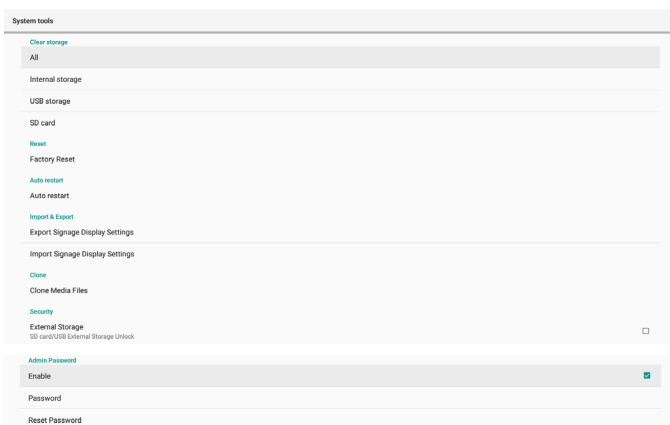 System tools
Clear storage
All
Internal storage
USB storage
SD card
Reset
Factory Reset
Auto restart
Auto restart
Import & Export
Export Signage Display Settings
Import Signage Display Settings
Clone
Clone Media Files
Security
External Storage
SD card/USB External Storage Unlock
Admin Password
Enable
Password
Reset Password